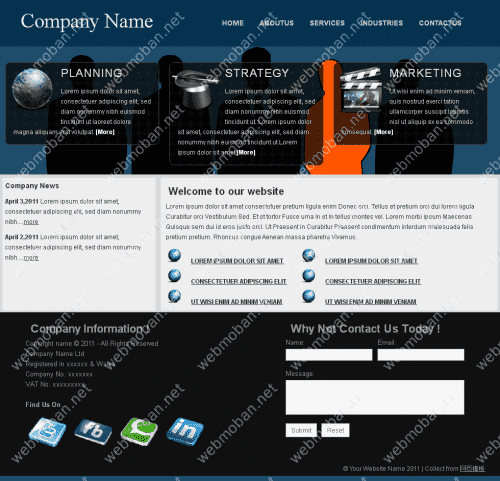 Company Name
HOME ABOUTUS SERVICES INDUSTRIES CONTACTUS
PLANNING
Lorem ipsum dolor sit amet,
consectetuer adipiscing elit, sed
diam nonummy nibh euismod
tincidunt ut laoreet dolore
magna aliquam erat volutpat. [More]
STRATEGY
Lorem ipsum dolor sit amet,
consectetuer adipiscing elit, sed
diam nonummy nibh euismod
tincidunt ut Lorem ipsum dolor
sit amet, consectetuer adipiscing elit, sed diam
nonummy nibh euismod tincidunt ut Lorem
ipsum dolor sit amet [More]
MARKETING
Ut wisi enim ad minim veniam,
quis nostrud exerci tation
ullamcorper suscipit lobortis
nisl ut aliquip ex ea commodo
consequat. [More]
Company News
April 3,2011 Lorem ipsum dolor sit amet,
consectetuer adipiscing elit, sed diam nonummy
nibh....more
April 2,2011 Lorem ipsum dolor sit amet,
consectetuer adipiscing elit, sed diam nonummy
nibh....more
Welcome to our website
Lorem ipsum dolor sit amet consectetuer pretium ligula enim Donec orci. Tellus et pretium orci dui lorem ligula
Curabitur orci Vestibulum Sed. Et at tortor Fusce urna In et In tellus montes vel. Lorem morbi ipsum Maecenas
Quisque sem dui id eros justo orci. Ut Praesent in Curabitur Praesent condimentum interdum malesuada felis
pretium pretium. Rhoncus congue Aenean massa pharetra Vivamus.
LOREM IPSUM DOLOR SIT AMET
LOREM IPSUM DOLOR SIT AMET
CONSECTETUER ADIPISCING ELIT
CONSECTETUER ADIPISCING ELIT
UT WISI ENIM AD MINIM VENIAM
UT WISI ENIM AD MINIM VENIAM
Company Information !
Copyright name © 2011 - All Rights Reserved
Company Name Ltd
Registered in xxxxxx & Wales
Company No. xxxxxxx
VAT No. xxxxxxxxx
Find Us On
Why Not Contact Us Today !
Name: Email:
Message:
Submit Reset
© Your Website Name 2011 | Collect from 网页模板
webmoban.net